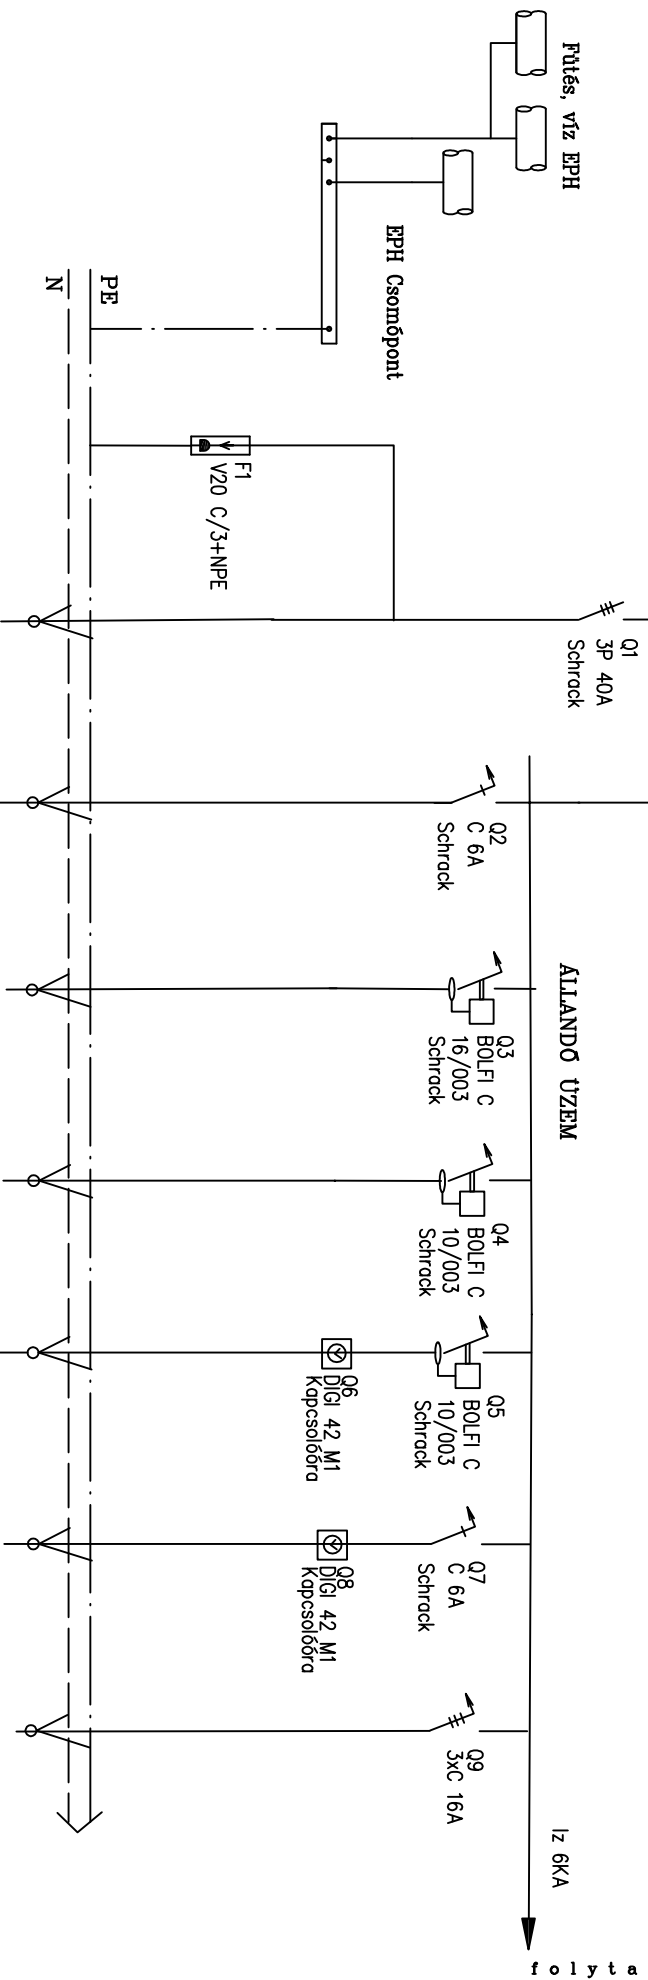 Fütés, víz EPH
EPH Csomópont
PE
N
F1
V20 C/3+NPE
Q1
3P 40A
Schrack
Q2
C 6A
Schrack
ÁLLANDÓ ÜZEM
Q3
BOLFI C
16/003
Schrack
Q4
BOLFI C
10/003
Schrack
Q5
BOLFI C
10/003
Schrack
Q6
DIGI 42 M1
Kapcsolóóra
Q7
C 6A
Schrack
Q8
DIGI 42 M1
Kapcsolóóra
Q9
3xC 16A
Iz 6KA
folyta